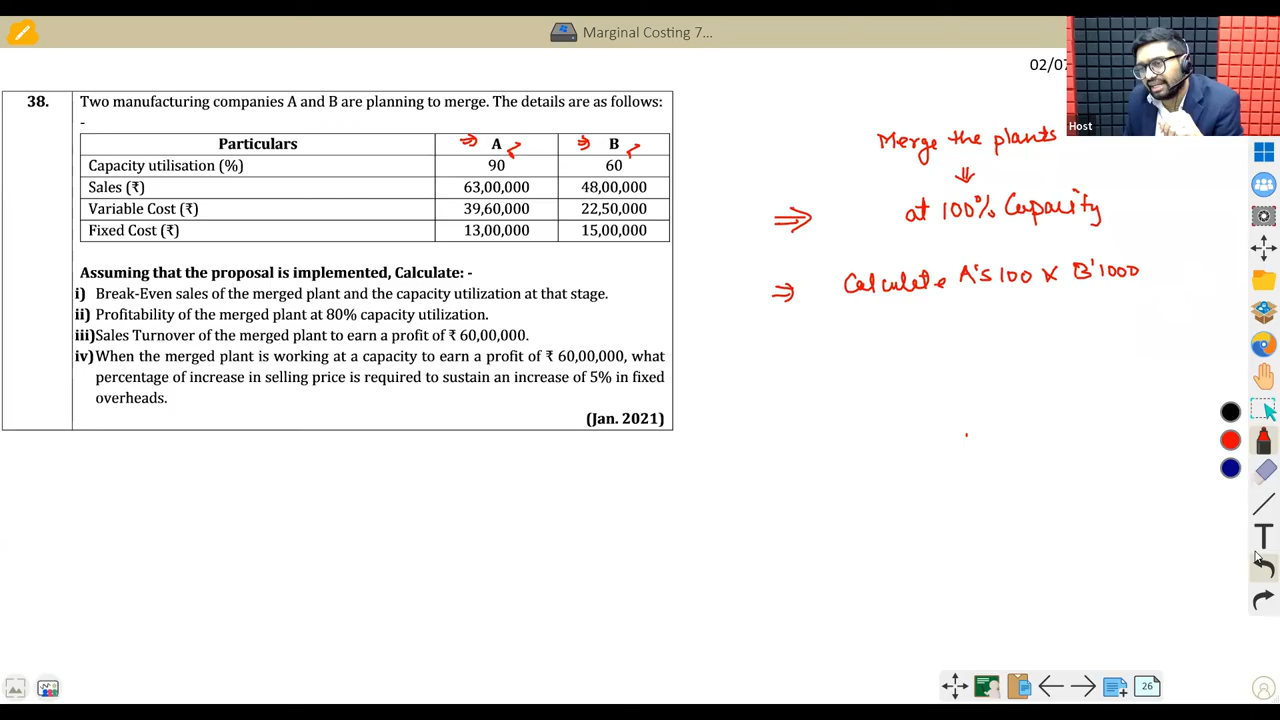 Marginal Costing 7...
02/07
Host
38. Two manufacturing companies A and B are planning to merge. The details are as follows:
-
Particulars A B
Capacity utilisation (%) 90 60
Sales (₹) 63,00,000 48,00,000
Variable Cost (₹) 39,60,000 22,50,000
Fixed Cost (₹) 13,00,000 15,00,000
Assuming that the proposal is implemented, Calculate: -
i) Break-Even sales of the merged plant and the capacity utilization at that stage.
ii) Profitability of the merged plant at 80% capacity utilization.
iii)Sales Turnover of the merged plant to earn a profit of ₹ 60,00,000.
iv)When the merged plant is working at a capacity to earn a profit of ₹ 60,00,000, what
percentage of increase in selling price is required to sustain an increase of 5% in fixed
overheads.
(Jan. 2021)
Merge the plants
at 100% Capacity
Calculate A's 100 X B'1000
26